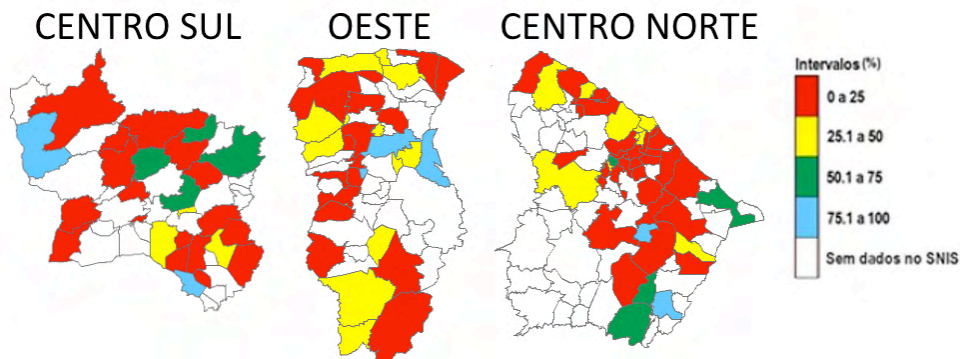 CENTRO SUL
OESTE
CENTRO NORTE
Intervalos (%)
0 a 25
25.1 a 50
50.1 a 75
75.1 a 100
Sem dados no SNIS